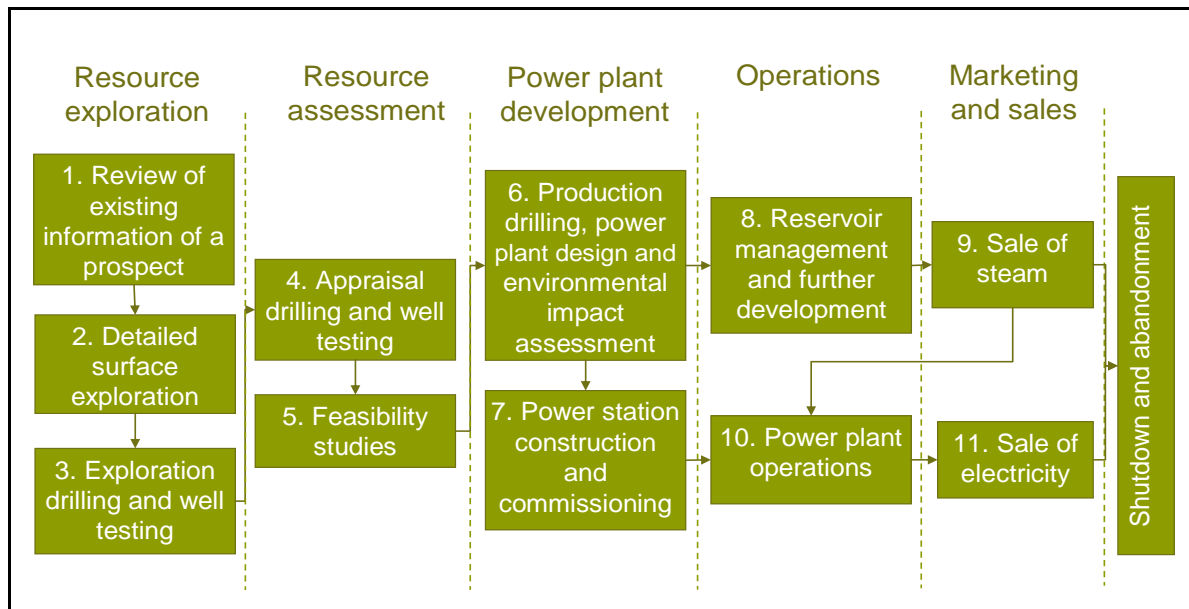 Resource
exploration
Resource
assessment
Power plant
development
Operations
Marketing
and sales
1. Review of
existing
information of a
prospect
2. Detailed
surface
exploration
3. Exploration
drilling and well
testing
4. Appraisal
drilling and well
testing
5. Feasibility
studies
6. Production
drilling, power
plant design and
environmental
impact
assessment
7. Power station
construction
and
commissioning
8. Reservoir
management
and further
development
9. Sale of
steam
10. Power plant
operations
11. Sale of
electricity
Shutdown and abandonment